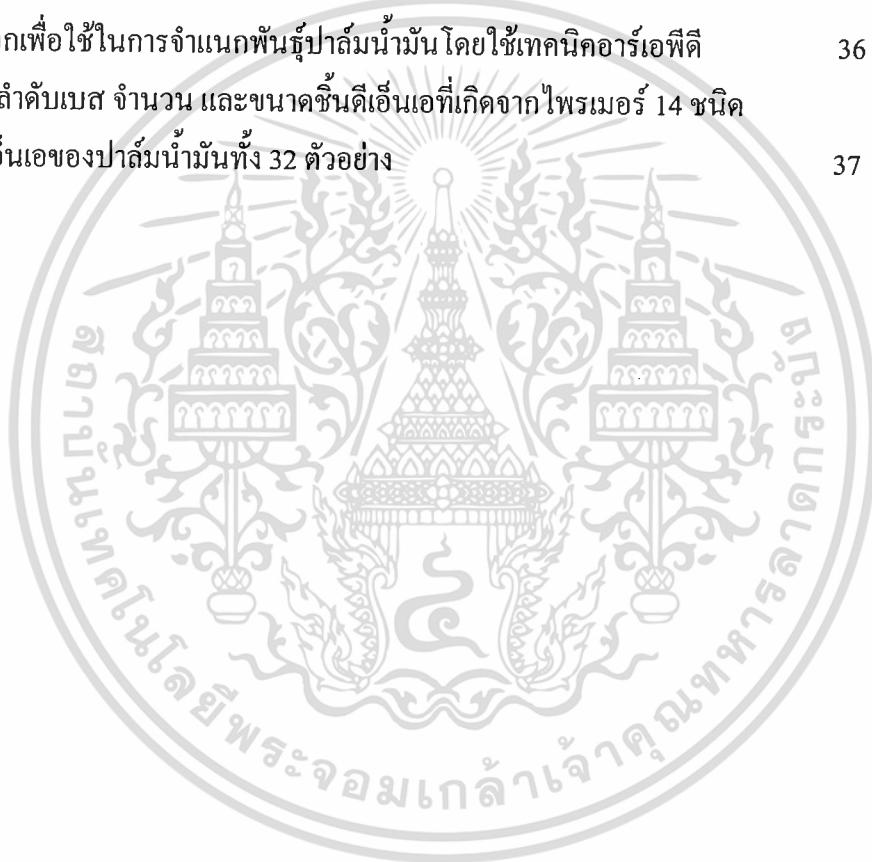 กเพื่อใช้ในการจำแนกพันธุ์ปาล์มน้ำมัน โดยใช้เทคนิคอาร์เอพีดี 36
ลำดับเบส จำนวน และขนาดชิ้นดีเอ็นเอที่เกิดจากไพรเมอร์ 14 ชนิด
อ็นเอของปาล์มน้ำมันทั้ง 32 ตัวอย่าง 37
สถาบันเทคโนโลยีพระจอมเกล้าเจ้าคุณทหารลาดกระบัง